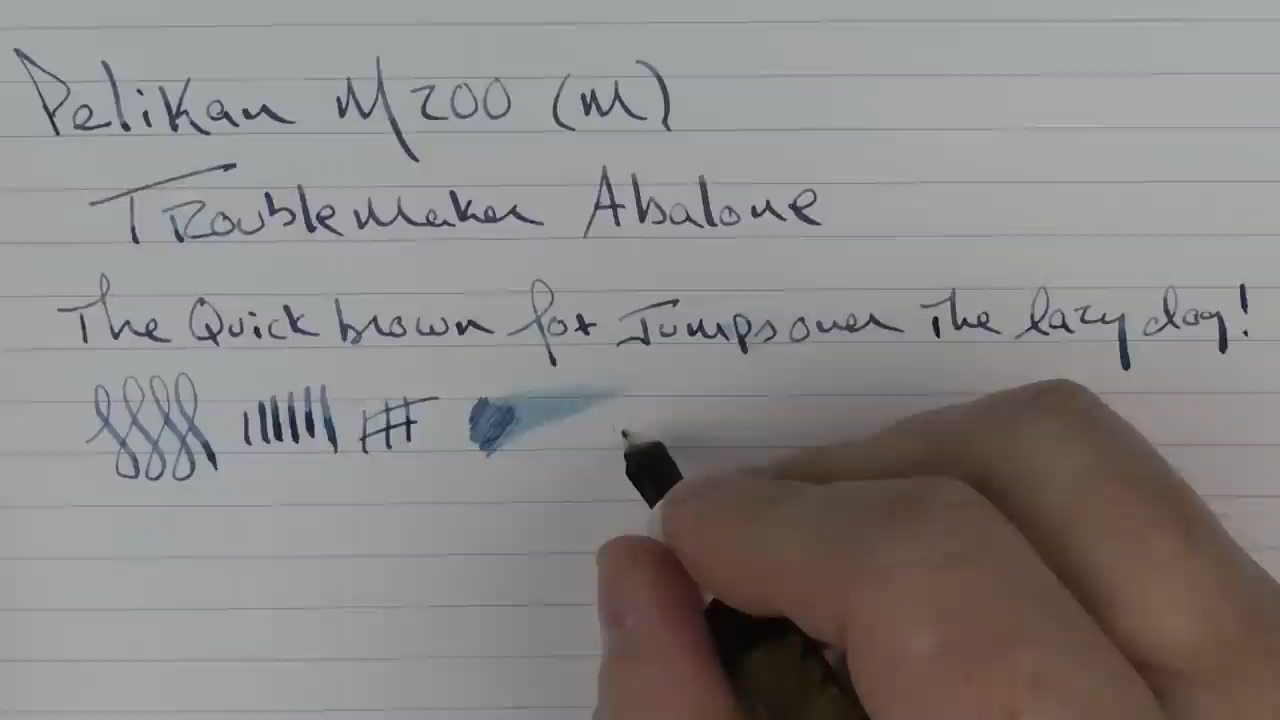 Pelikan M200 (M)
TRoublemaker Abalone
The Quick brown fox Jumps over The lazy dog!